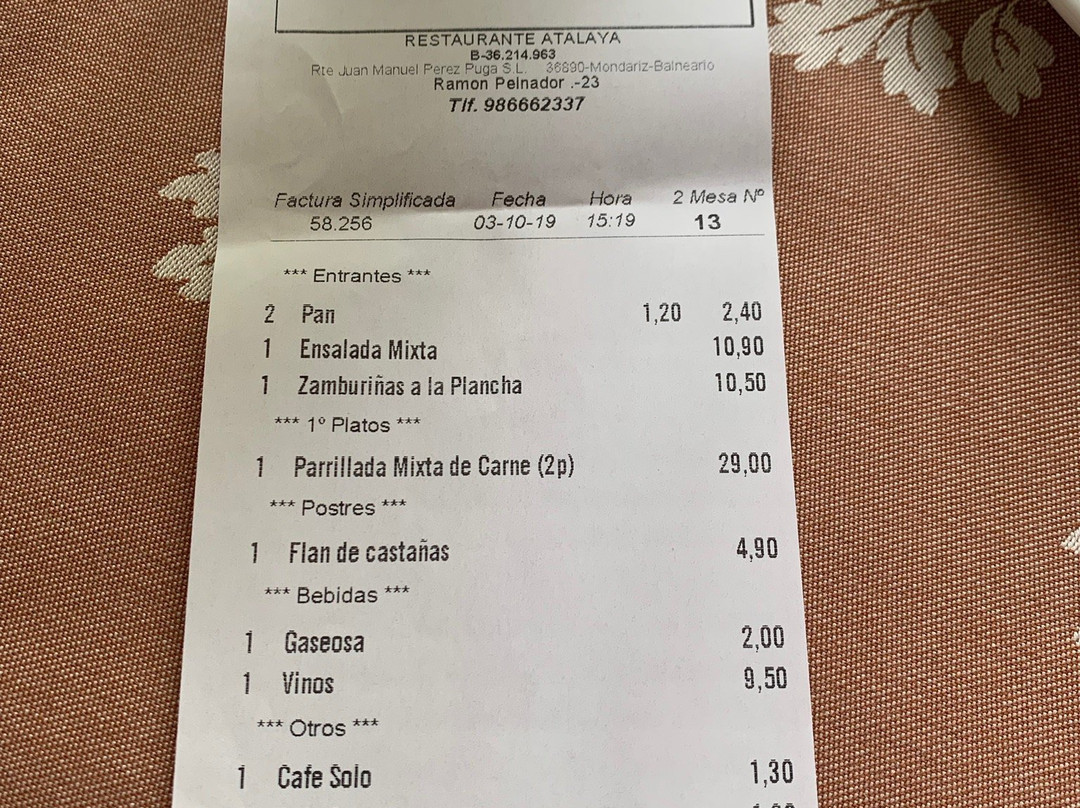 RESTAURANTE ATALAYA
B-36.214.963
Rte Juan Manuel Perez Puga S.L. 36890-Mondariz-Balneario
Ramon Peinador .-23
Tlf. 986662337
Factura Simplificada Fecha Hora 2 Mesa Nº
58.256 03-10-19 15:19 13
*** Entrantes ***
2 Pan 1,20 2,40
1 Ensalada Mixta 10,90
1 Zamburiñas a la Plancha 10,50
*** 1º Platos ***
1 Parrillada Mixta de Carne (2p) 29,00
*** Postres ***
1 Flan de castañas 4,90
*** Bebidas ***
1 Gaseosa 2,00
1 Vinos 9,50
*** Otros ***
1 Cafe Solo 1,30